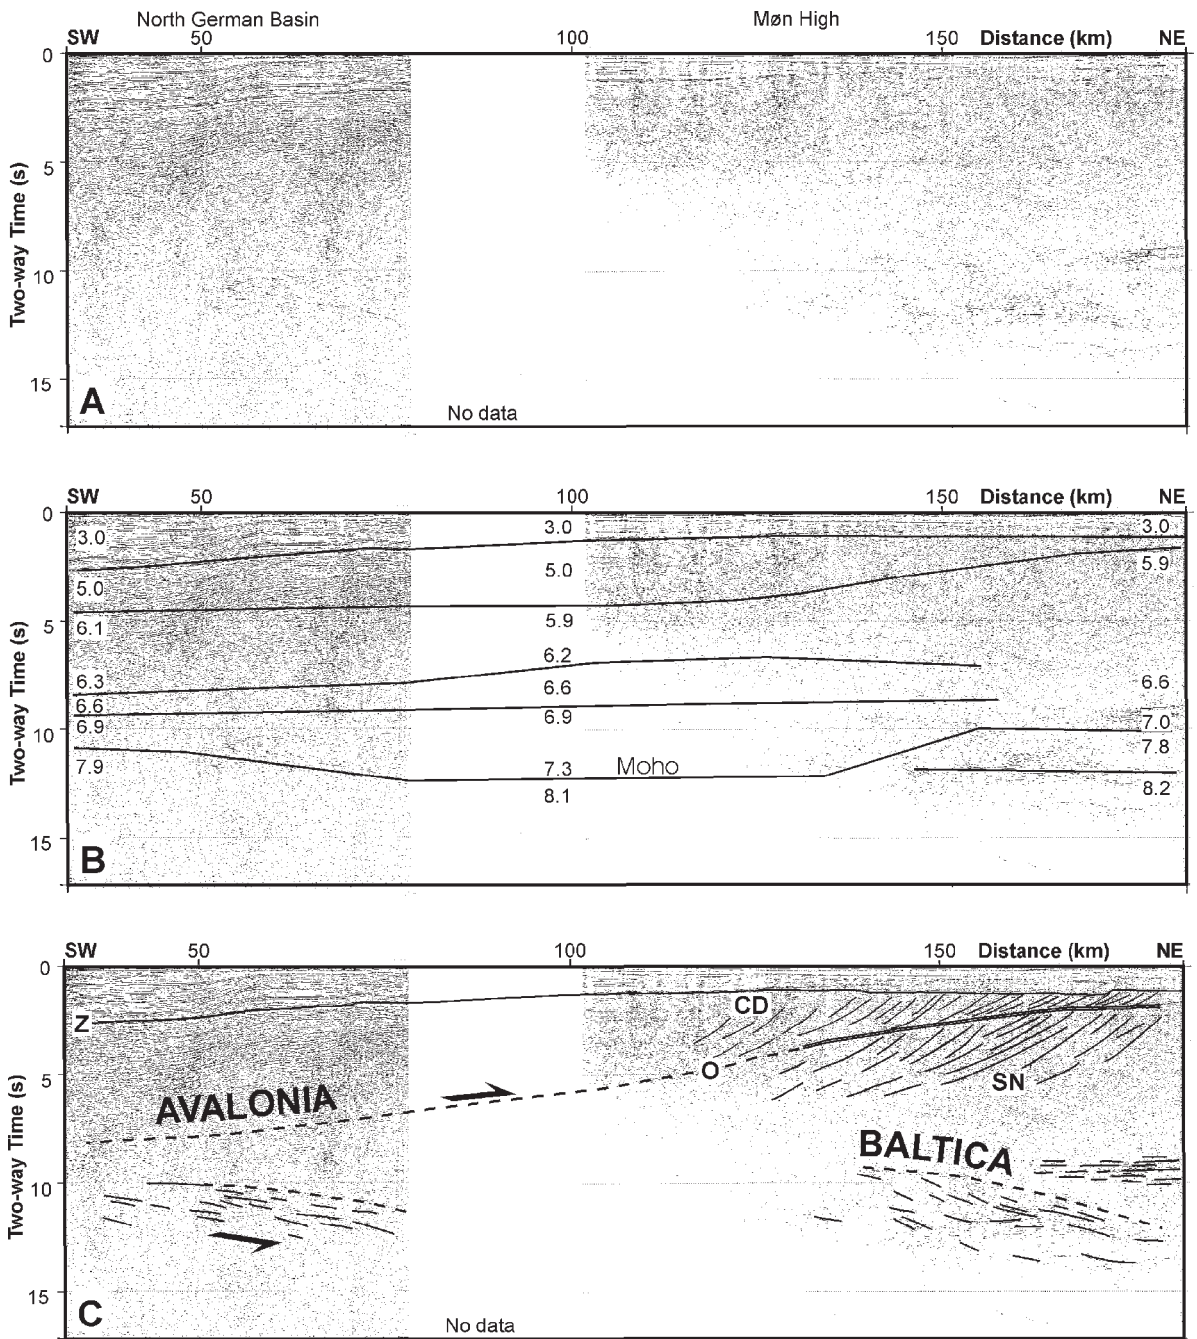 North German Basin Møn High
SW 50 100 150 Distance (km) NE
0
5
10
15
Two-way Time (s)
A
No data
SW 50 100 150 Distance (km) NE
0
5
10
15
Two-way Time (s)
3.0 3.0 3.0
5.0 5.0 5.9
6.1 5.9
6.3 6.2
6.6 6.6 6.6
6.9 6.9 7.0
7.9 7.3 Moho 7.8
8.1 8.2
B
SW 50 100 150 Distance (km) NE
0
5
10
15
Two-way Time (s)
Z
CD
O
SN
AVALONIA
BALTICA
C
No data